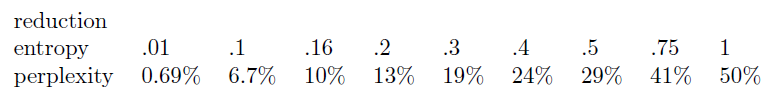 reduction
entropy .01 .1 .16 .2 .3 .4 .5 .75 1
perplexity 0.69% 6.7% 10% 13% 19% 24% 29% 41% 50%